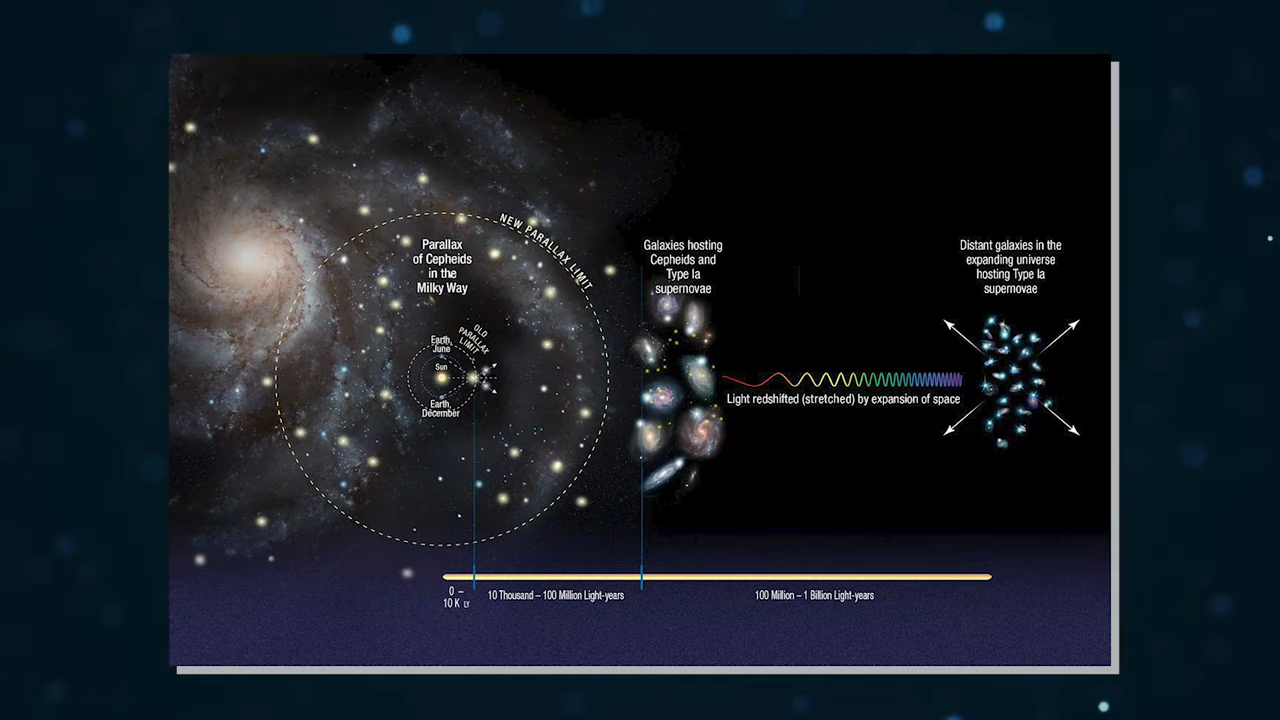 NEW PARALLAX LIMIT
Parallax
of Cepheids
in the
Milky Way
OLD
PARALLAX
LIMIT
Earth,
June
Sun
Earth,
December
Galaxies hosting
Cepheids and
Type Ia
supernovae
Light redshifted (stretched) by expansion of space
Distant galaxies in the
expanding universe
hosting Type Ia
supernovae
0 –
10 K LY
10 Thousand – 100 Million Light-years
100 Million – 1 Billion Light-years